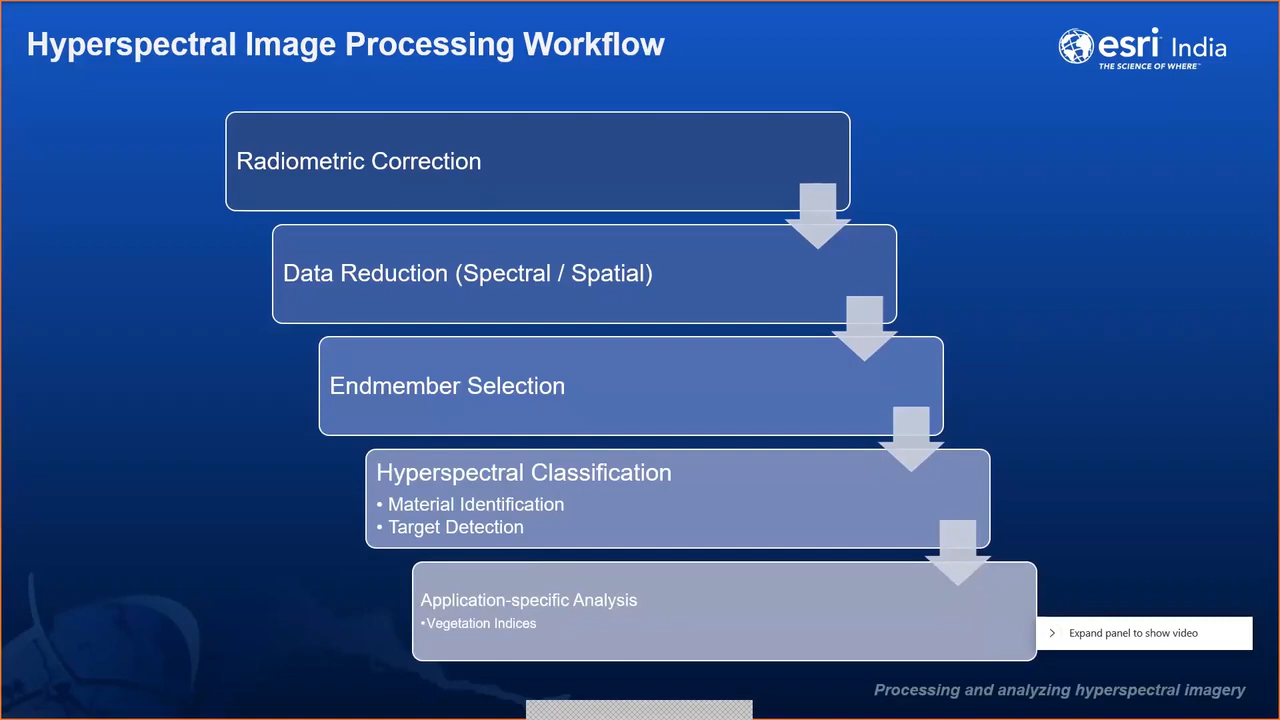 Hyperspectral Image Processing Workflow
esri India
THE SCIENCE OF WHERE™
Radiometric Correction
Data Reduction (Spectral / Spatial)
Endmember Selection
Hyperspectral Classification
• Material Identification
• Target Detection
Application-specific Analysis
•Vegetation Indices
Expand panel to show video
Processing and analyzing hyperspectral imagery